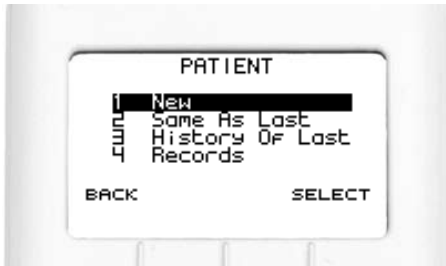 PATIENT
1 New
2 Same As Last
3 History Of Last
4 Records
BACK SELECT